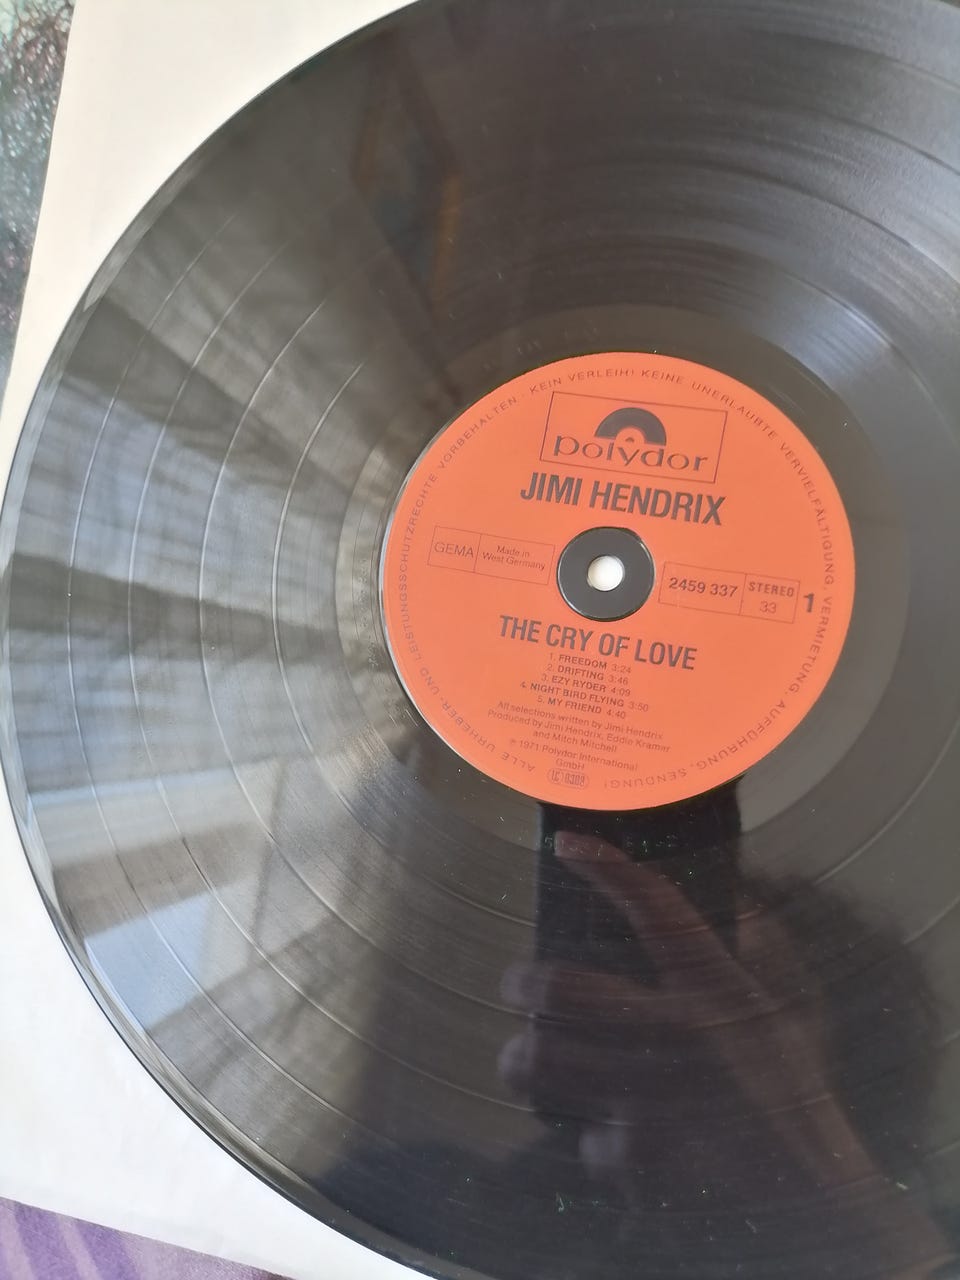 ALLE URHEBER- UND LEISTUNGSSCHUTZRECHTE VORBEHALTEN · KEIN VERLEIH! KEINE UNERLAUBTE VERVIELFÄLTIGUNG, VERMIETUNG, AUFFÜHRUNG, SENDUNG!
polydor
JIMI HENDRIX
GEMA
Made in
West Germany
2459 337
STEREO
33
1
THE CRY OF LOVE
1. FREEDOM 3:24
2. DRIFTING 3:46
3. EZY RYDER 4:09
4. NIGHT BIRD FLYING 3:50
5. MY FRIEND 4:40
All selections written by Jimi Hendrix
Produced by Jimi Hendrix, Eddie Kramer
and Mitch Mitchell
℗ 1971 Polydor International
GmbH
LC 0309